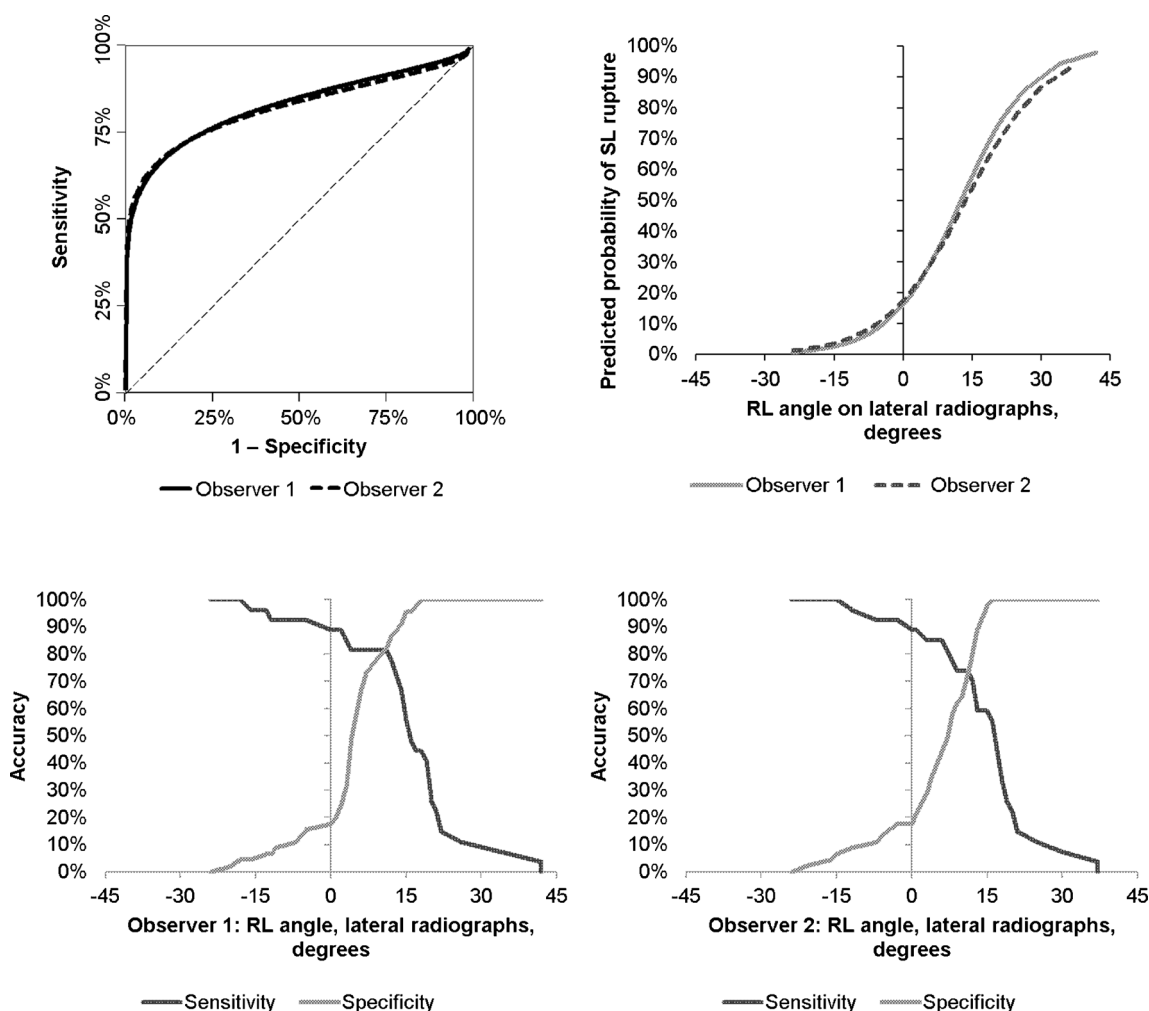 100%
75%
50%
25%
0%
Sensitivity
0% 25% 50% 75% 100%
1 – Specificity
Observer 1 Observer 2
100%
90%
80%
70%
60%
50%
40%
30%
20%
10%
0%
Predicted probability of SL rupture
-45 -30 -15 0 15 30 45
RL angle on lateral radiographs,
degrees
Observer 1 Observer 2
100%
90%
80%
70%
60%
50%
40%
30%
20%
10%
0%
Accuracy
-45 -30 -15 0 15 30 45
Observer 1: RL angle, lateral radiographs,
degrees
Sensitivity Specificity
100%
90%
80%
70%
60%
50%
40%
30%
20%
10%
0%
Accuracy
-45 -30 -15 0 15 30 45
Observer 2: RL angle, lateral radiographs,
degrees
Sensitivity Specificity